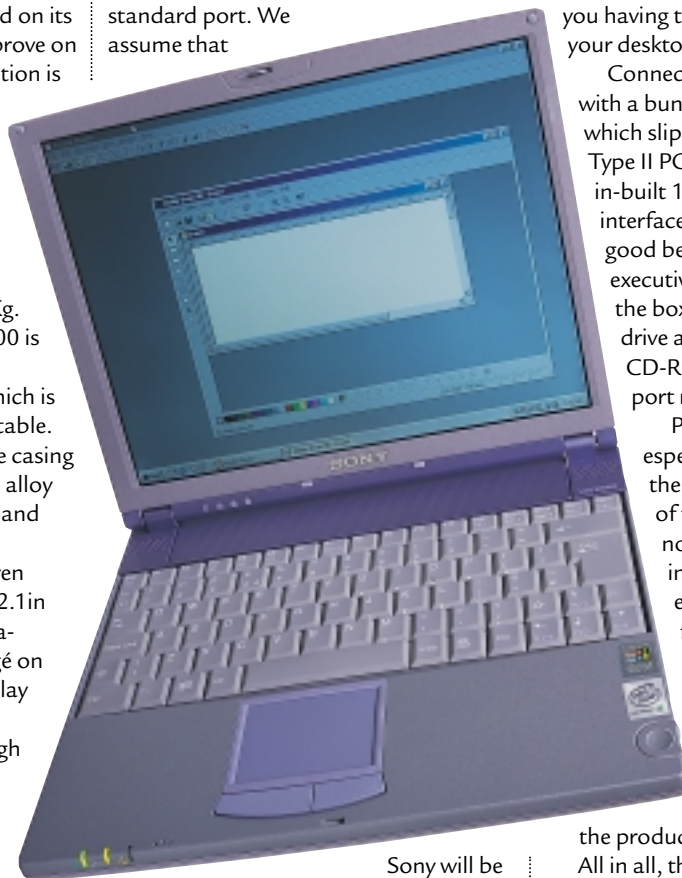 d on its
prove on
tion is
Kg.
00 is
hich is
table.
e casing
alloy
and
ven
2.1in
a-
gé on
lay
gh
standard port. We
assume that
SONY
Sony will be
you having t
your deskto
Connec
with a bun
which slip
Type II PC
in-built 1
interface
good be
executiv
the box
drive a
CD-R
port r
P
espe
the
of
no
in
e
the produc
All in all, th